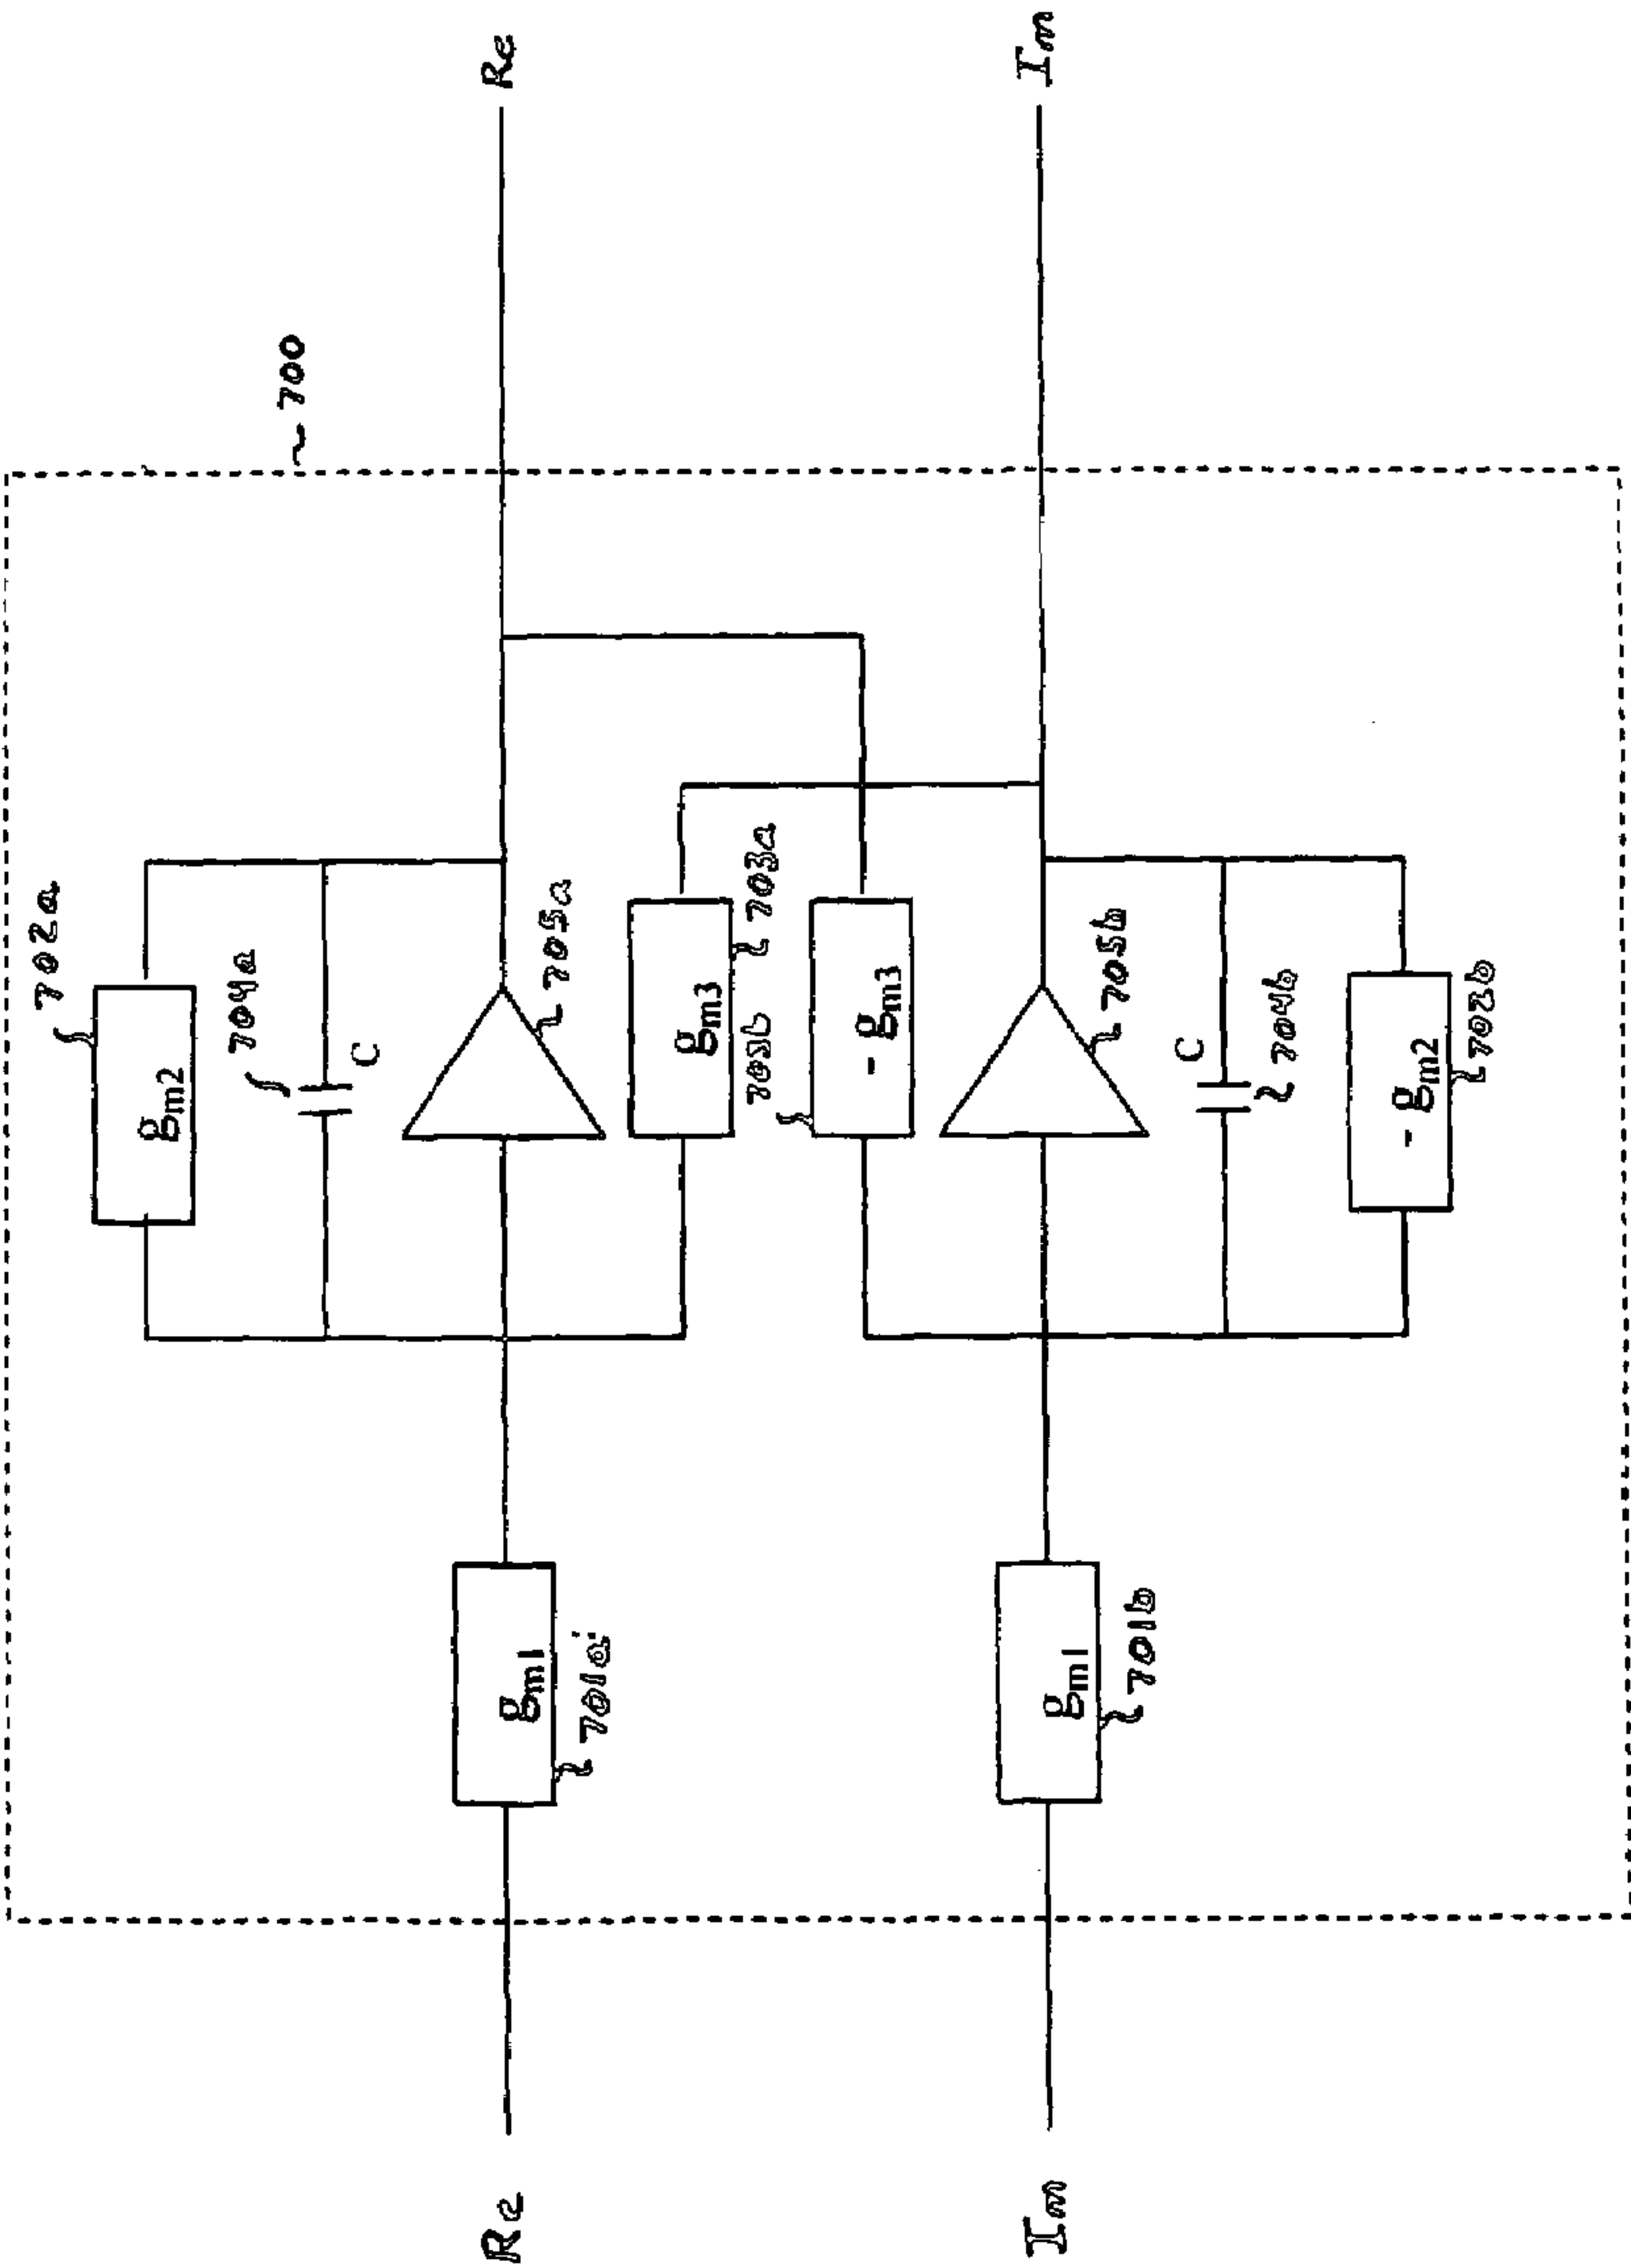 702a
gm2
704a
C
Re
gm1
701a
705a
Re
~ 700
gm3
703a
703b
- gm3
Im
gm1
701b
705b
Im
C
704b
- gm2
702b